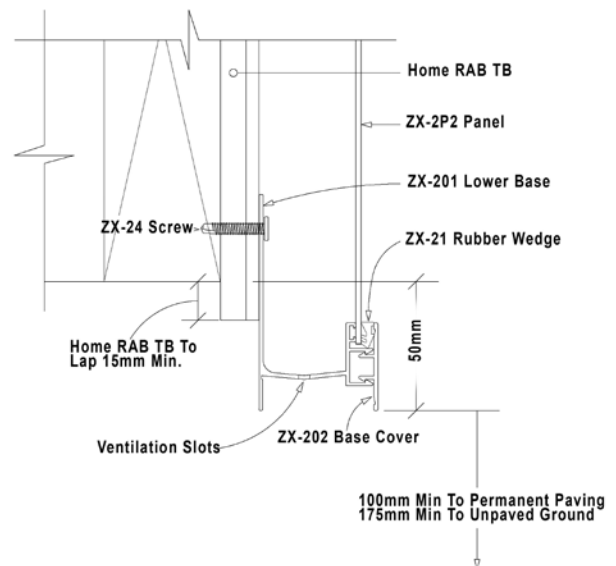 Home RAB TB
ZX-2P2 Panel
ZX-201 Lower Base
ZX-24 Screw
ZX-21 Rubber Wedge
50mm
Home RAB TB To
Lap 15mm Min.
Ventilation Slots
ZX-202 Base Cover
100mm Min To Permanent Paving
175mm Min To Unpaved Ground